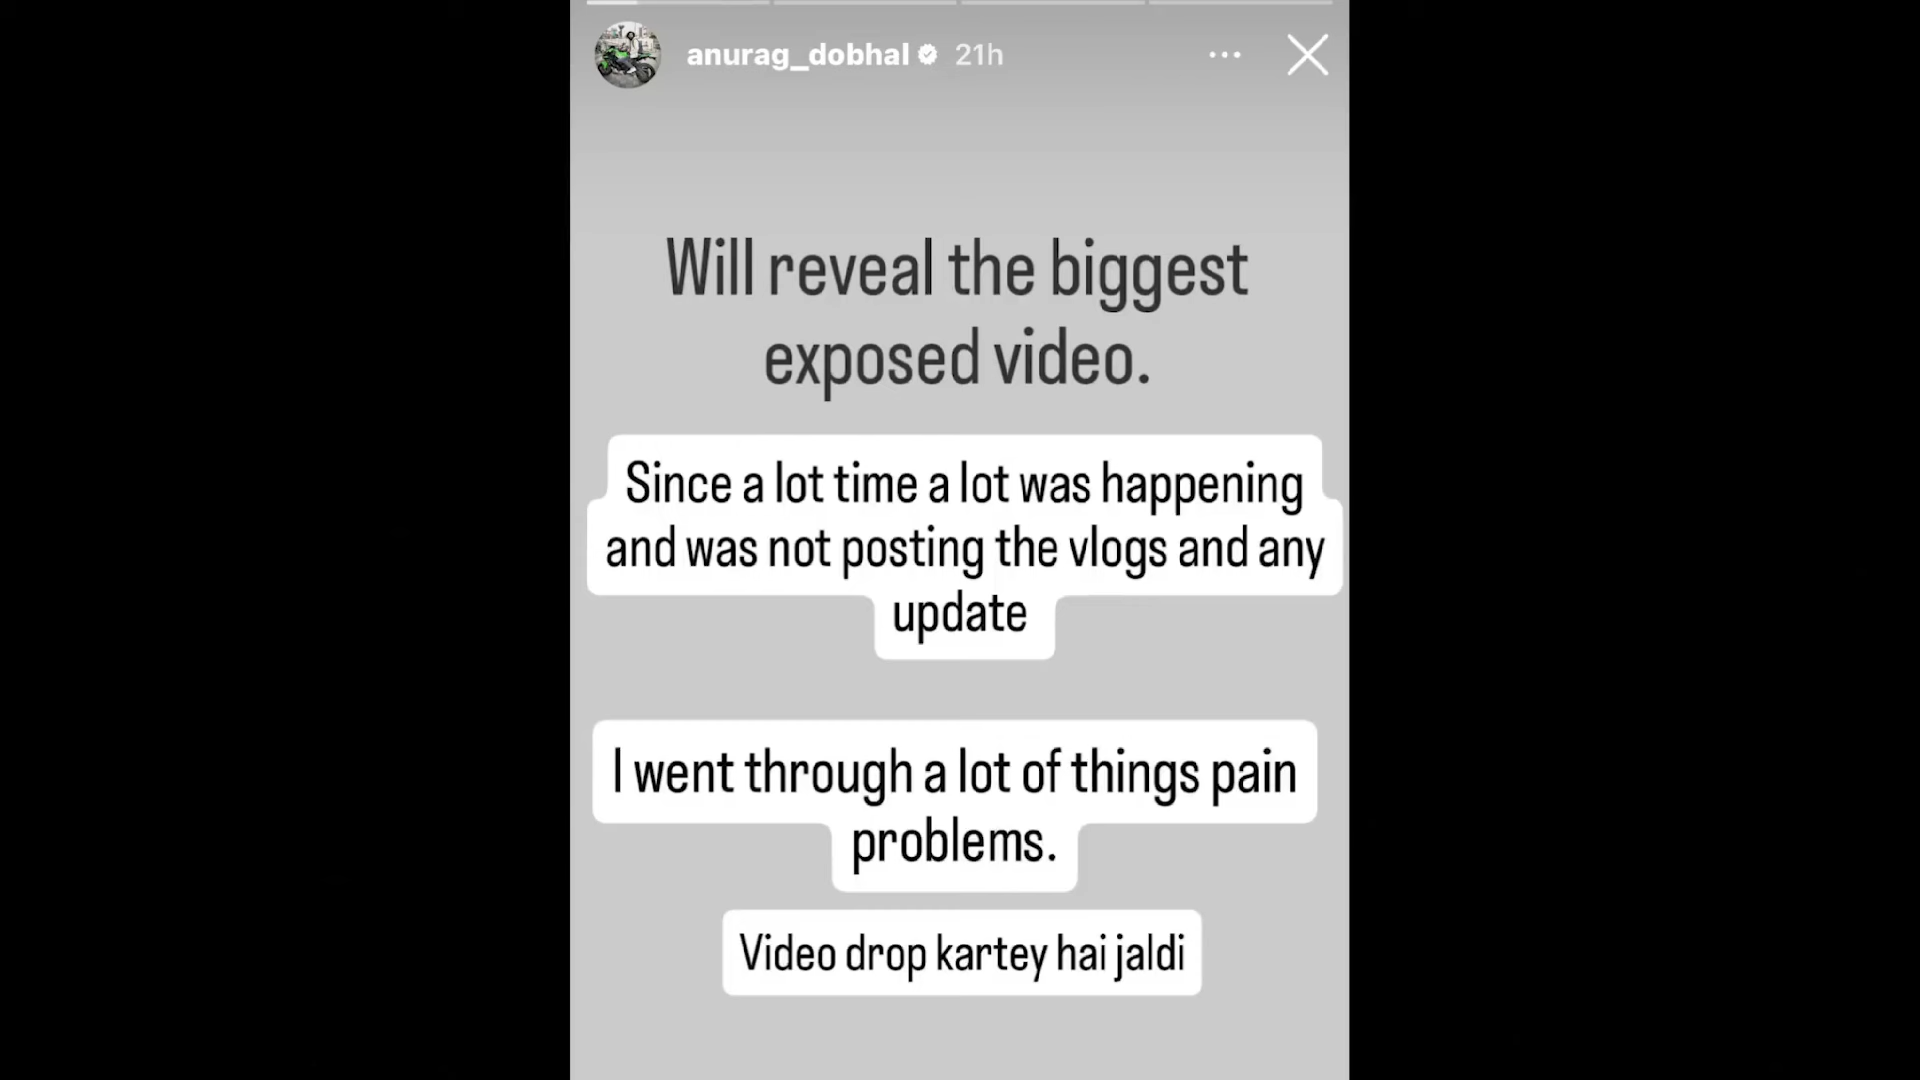 anurag_dobhal 21h
Will reveal the biggest
exposed video.
Since a lot time a lot was happening
and was not posting the vlogs and any
update
I went through a lot of things pain
problems.
Video drop kartey hai jaldi